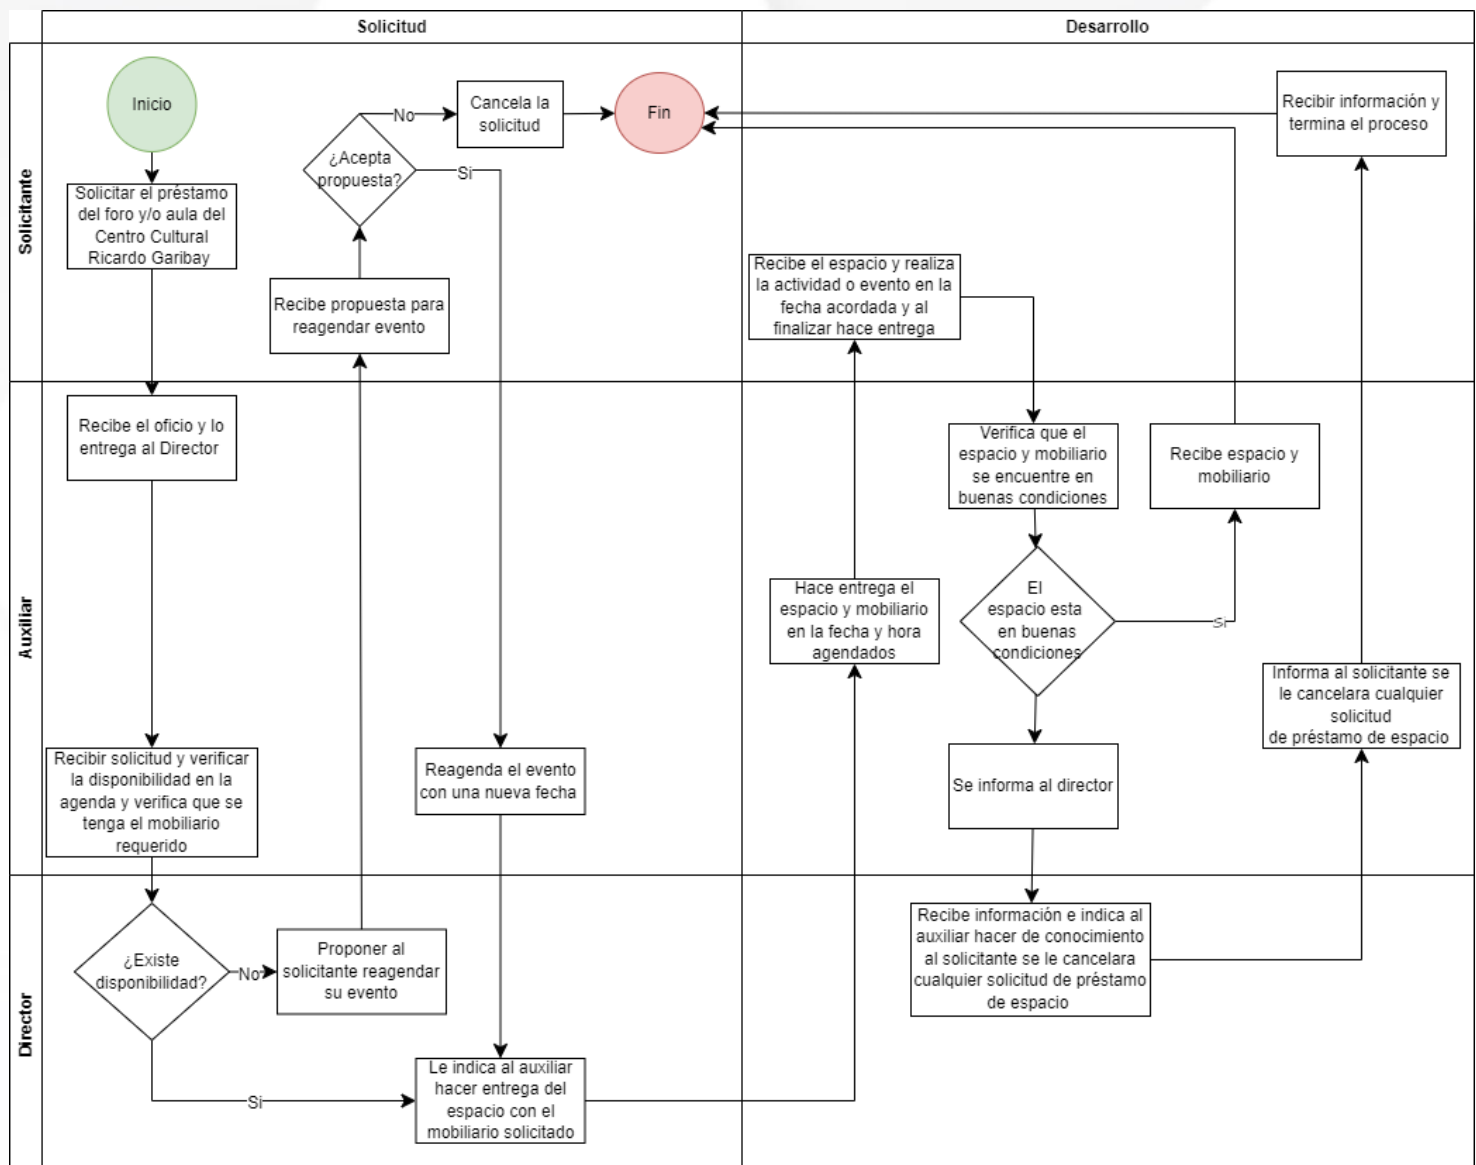 Solicitud
Desarrollo
Solicitante
Inicio
Solicitar el préstamo
del foro y/o aula del
Centro Cultural
Ricardo Garibay
No
Cancela la
solicitud
Fin
¿Acepta
propuesta?
Si
Recibe propuesta para
reagendar evento
Recibir información y
termina el proceso
Recibe el espacio y realiza
la actividad o evento en la
fecha acordada y al
finalizar hace entrega
Auxiliar
Recibe el oficio y lo
entrega al Director
Recibir solicitud y verificar
la disponibilidad en la
agenda y verifica que se
tenga el mobiliario
requerido
Reagenda el evento
con una nueva fecha
Hace entrega el
espacio y mobiliario
en la fecha y hora
agendados
Verifica que el
espacio y mobiliario
se encuentre en
buenas condiciones
Recibe espacio y
mobiliario
El
espacio esta
en buenas
condiciones
Si
Se informa al director
Informa al solicitante se
le cancelara cualquier
solicitud
de préstamo de espacio
Director
¿Existe
disponibilidad?
No
Proponer al
solicitante reagendar
su evento
Si
Le indica al auxiliar
hacer entrega del
espacio con el
mobiliario solicitado
Recibe información e indica al
auxiliar hacer de conocimiento
al solicitante se le cancelara
cualquier solicitud de préstamo
de espacio